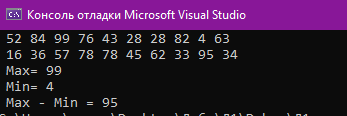 Консоль отладки Microsoft Visual Studio
52 84 99 76 43 28 28 82 4 63
16 36 57 78 78 45 62 33 95 34
Max= 99
Min= 4
Max - Min = 95